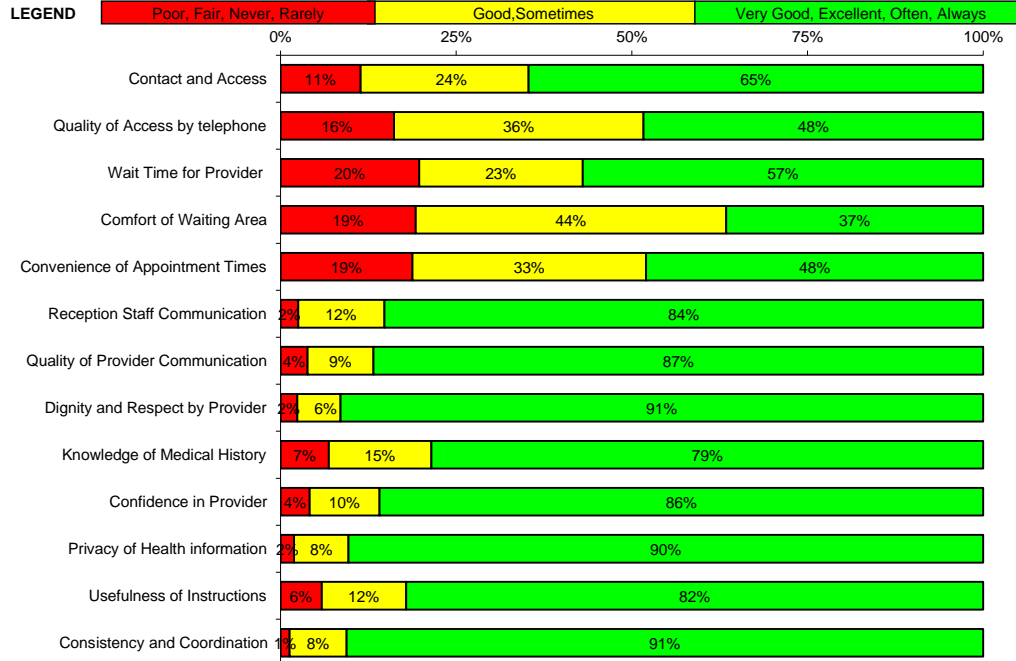 LEGEND Poor, Fair, Never, Rarely Good,Sometimes Very Good, Excellent, Often, Always
0% 25% 50% 75% 100%
Contact and Access 11% 24% 65%
Quality of Access by telephone 16% 36% 48%
Wait Time for Provider 20% 23% 57%
Comfort of Waiting Area 19% 44% 37%
Convenience of Appointment Times 19% 33% 48%
Reception Staff Communication 2% 12% 84%
Quality of Provider Communication 4% 9% 87%
Dignity and Respect by Provider 2% 6% 91%
Knowledge of Medical History 7% 15% 79%
Confidence in Provider 4% 10% 86%
Privacy of Health information 2% 8% 90%
Usefulness of Instructions 6% 12% 82%
Consistency and Coordination 1% 8% 91%